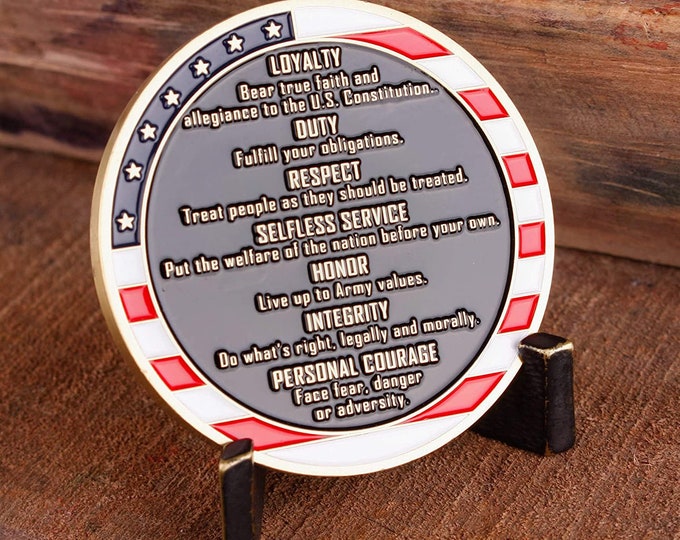 LOYALTY
Bear true faith and
allegiance to the U.S. Constitution..
DUTY
Fulfill your obligations.
RESPECT
Treat people as they should be treated.
SELFLESS SERVICE
Put the welfare of the nation before your own.
HONOR
Live up to Army values.
INTEGRITY
Do what's right, legally and morally.
PERSONAL COURAGE
Face fear, danger
or adversity.